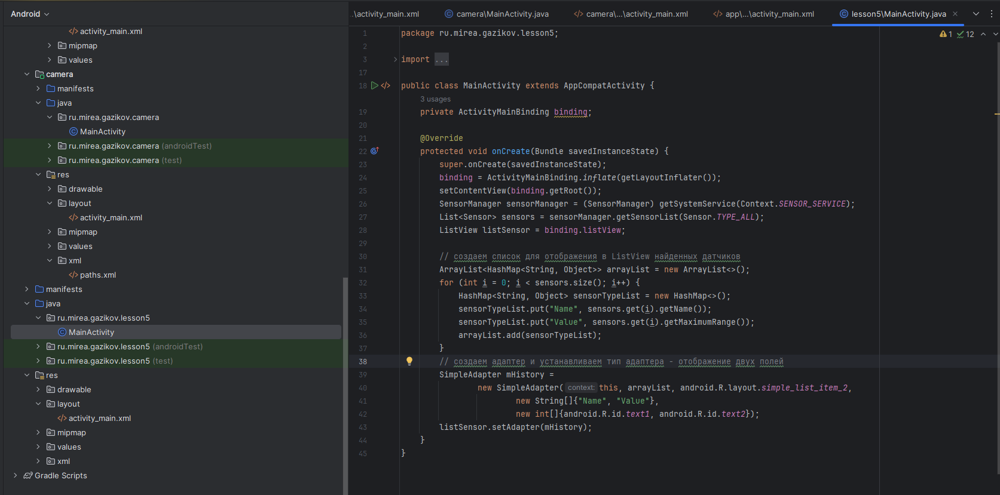 Android
activity_main.xml
mipmap
values
camera
manifests
java
ru.mirea.gazikov.camera
MainActivity
ru.mirea.gazikov.camera (androidTest)
ru.mirea.gazikov.camera (test)
res
drawable
layout
activity_main.xml
mipmap
values
xml
paths.xml
manifests
java
ru.mirea.gazikov.lesson5
MainActivity
ru.mirea.gazikov.lesson5 (androidTest)
ru.mirea.gazikov.lesson5 (test)
res
drawable
layout
activity_main.xml
mipmap
values
xml
Gradle Scripts
.\activity_main.xml camera\MainActivity.java camera\...\activity_main.xml app\...\activity_main.xml lesson5\MainActivity.java
1 package ru.mirea.gazikov.lesson5; 1 12
2
3 import ...
17
18 public class MainActivity extends AppCompatActivity {
3 usages
19 private ActivityMainBinding binding;
20
21 @Override
22 protected void onCreate(Bundle savedInstanceState) {
23 super.onCreate(savedInstanceState);
24 binding = ActivityMainBinding.inflate(getLayoutInflater());
25 setContentView(binding.getRoot());
26 SensorManager sensorManager = (SensorManager) getSystemService(Context.SENSOR_SERVICE);
27 List<Sensor> sensors = sensorManager.getSensorList(Sensor.TYPE_ALL);
28 ListView listSensor = binding.listView;
29
30 // создаем список для отображения в ListView найденных датчиков
31 ArrayList<HashMap<String, Object>> arrayList = new ArrayList<>();
32 for (int i = 0; i < sensors.size(); i++) {
33 HashMap<String, Object> sensorTypeList = new HashMap<>();
34 sensorTypeList.put("Name", sensors.get(i).getName());
35 sensorTypeList.put("Value", sensors.get(i).getMaximumRange());
36 arrayList.add(sensorTypeList);
37 }
38 // создаем адаптер и устанавливаем тип адаптера - отображение двух полей
39 SimpleAdapter mHistory =
40 new SimpleAdapter( context: this, arrayList, android.R.layout.simple_list_item_2,
41 new String[]{"Name", "Value"},
42 new int[]{android.R.id.text1, android.R.id.text2});
43 listSensor.setAdapter(mHistory);
44 }
45 }